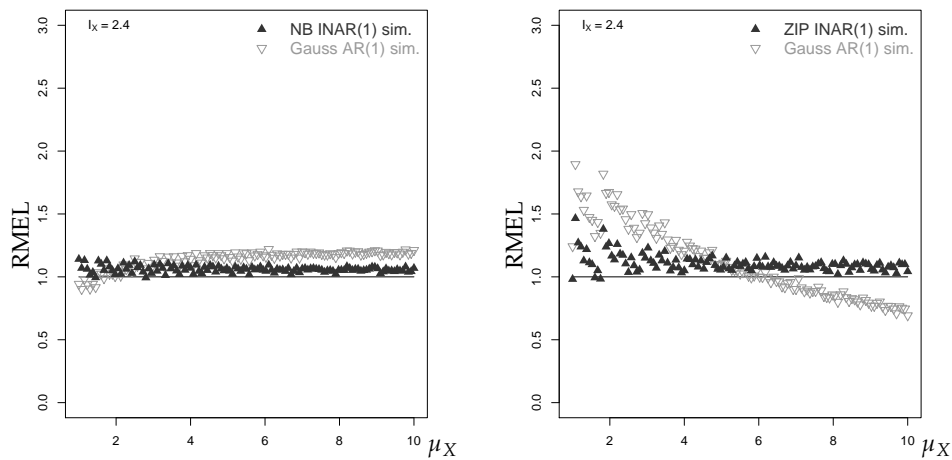 I_X = 2.4
NB INAR(1) sim.
Gauss AR(1) sim.
RMEL
3.0
2.5
2.0
1.5
1.0
0.5
0.0
2 4 6 8 10
μ_X
I_X = 2.4
ZIP INAR(1) sim.
Gauss AR(1) sim.
RMEL
3.0
2.5
2.0
1.5
1.0
0.5
0.0
2 4 6 8 10
μ_X